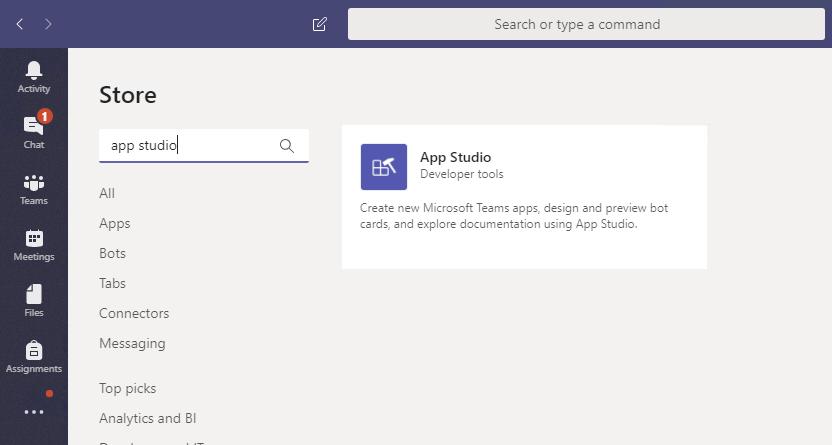 Search or type a command
Activity
1
Chat
Teams
Meetings
Files
Assignments
Store
app studio
All
Apps
Bots
Tabs
Connectors
Messaging
Top picks
Analytics and BI
App Studio
Developer tools
Create new Microsoft Teams apps, design and preview bot
cards, and explore documentation using App Studio.